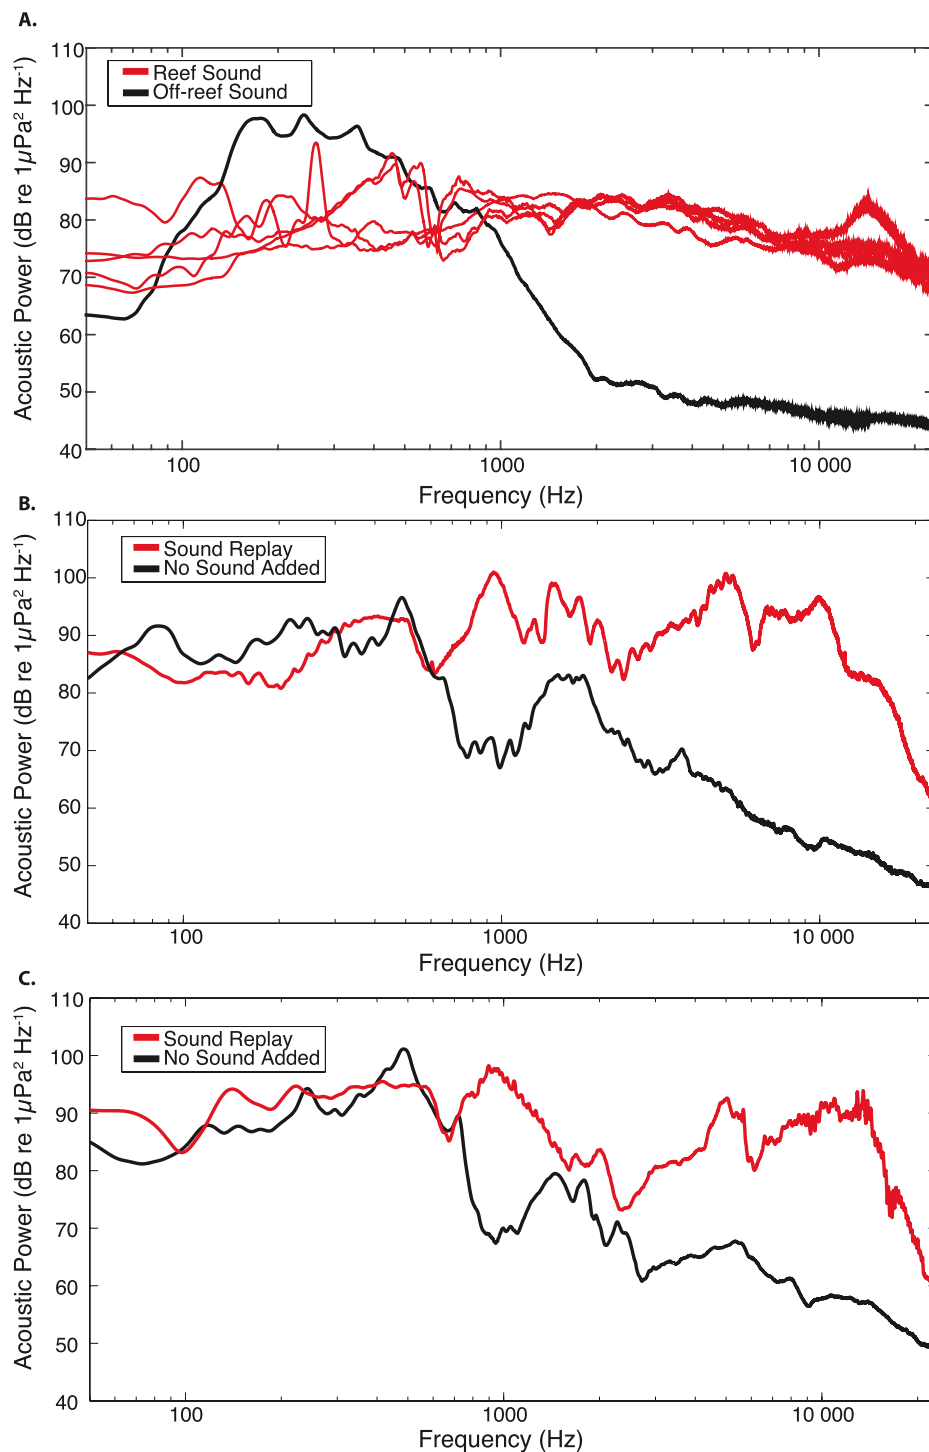 A.
110
100
90
80
70
60
50
40
Acoustic Power (dB re 1µPa² Hz⁻¹)
Reef Sound
Off-reef Sound
100
1000
10 000
Frequency (Hz)
B.
110
100
90
80
70
60
50
40
Acoustic Power (dB re 1µPa² Hz⁻¹)
Sound Replay
No Sound Added
100
1000
10 000
Frequency (Hz)
C.
110
100
90
80
70
60
50
40
Acoustic Power (dB re 1µPa² Hz⁻¹)
Sound Replay
No Sound Added
100
1000
10 000
Frequency (Hz)